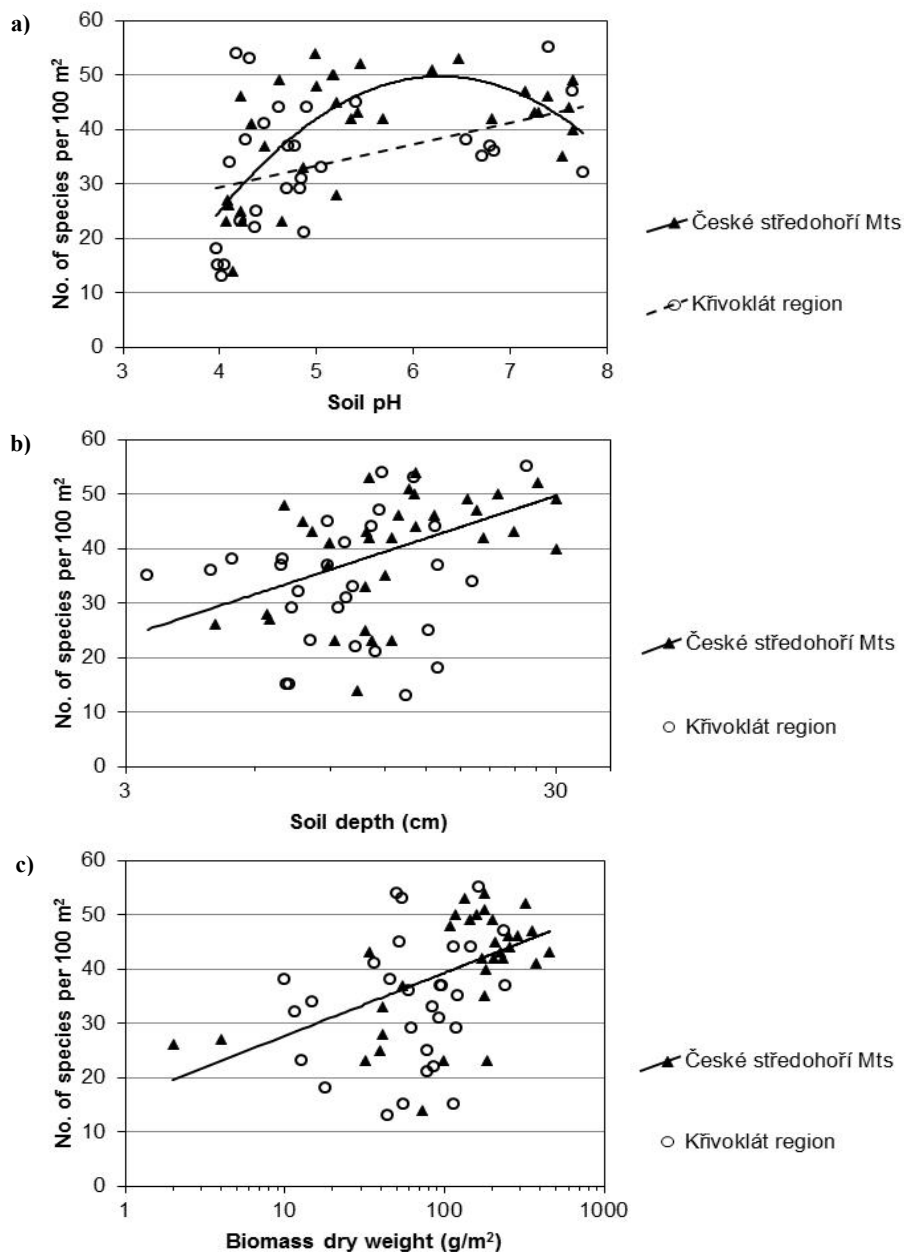 a)
60
50
40
30
20
10
0
No. of species per 100 m²
3 4 5 6 7 8
Soil pH
České středohoří Mts
Křivoklát region
b)
60
50
40
30
20
10
0
No. of species per 100 m²
3 30
Soil depth (cm)
České středohoří Mts
Křivoklát region
c)
60
50
40
30
20
10
0
No. of species per 100 m²
1 10 100 1000
Biomass dry weight (g/m²)
České středohoří Mts
Křivoklát region